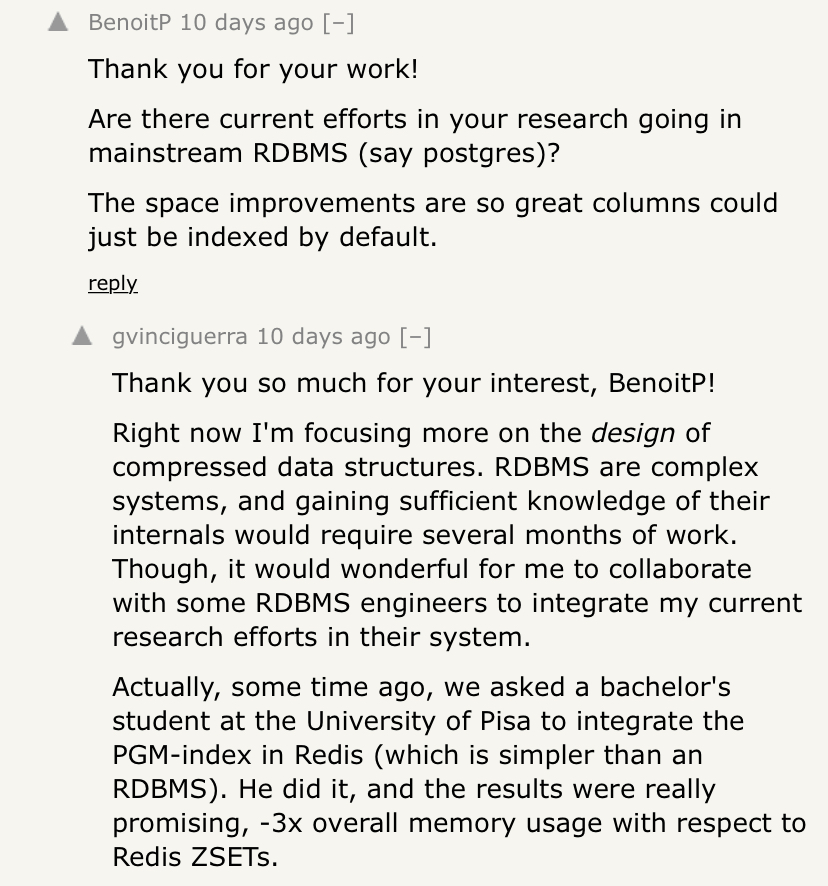 ▲ BenoitP 10 days ago [–]
Thank you for your work!
Are there current efforts in your research going in
mainstream RDBMS (say postgres)?
The space improvements are so great columns could
just be indexed by default.
reply
▲ gvinciguerra 10 days ago [–]
Thank you so much for your interest, BenoitP!
Right now I'm focusing more on the design of
compressed data structures. RDBMS are complex
systems, and gaining sufficient knowledge of their
internals would require several months of work.
Though, it would wonderful for me to collaborate
with some RDBMS engineers to integrate my current
research efforts in their system.
Actually, some time ago, we asked a bachelor's
student at the University of Pisa to integrate the
PGM-index in Redis (which is simpler than an
RDBMS). He did it, and the results were really
promising, -3x overall memory usage with respect to
Redis ZSETs.